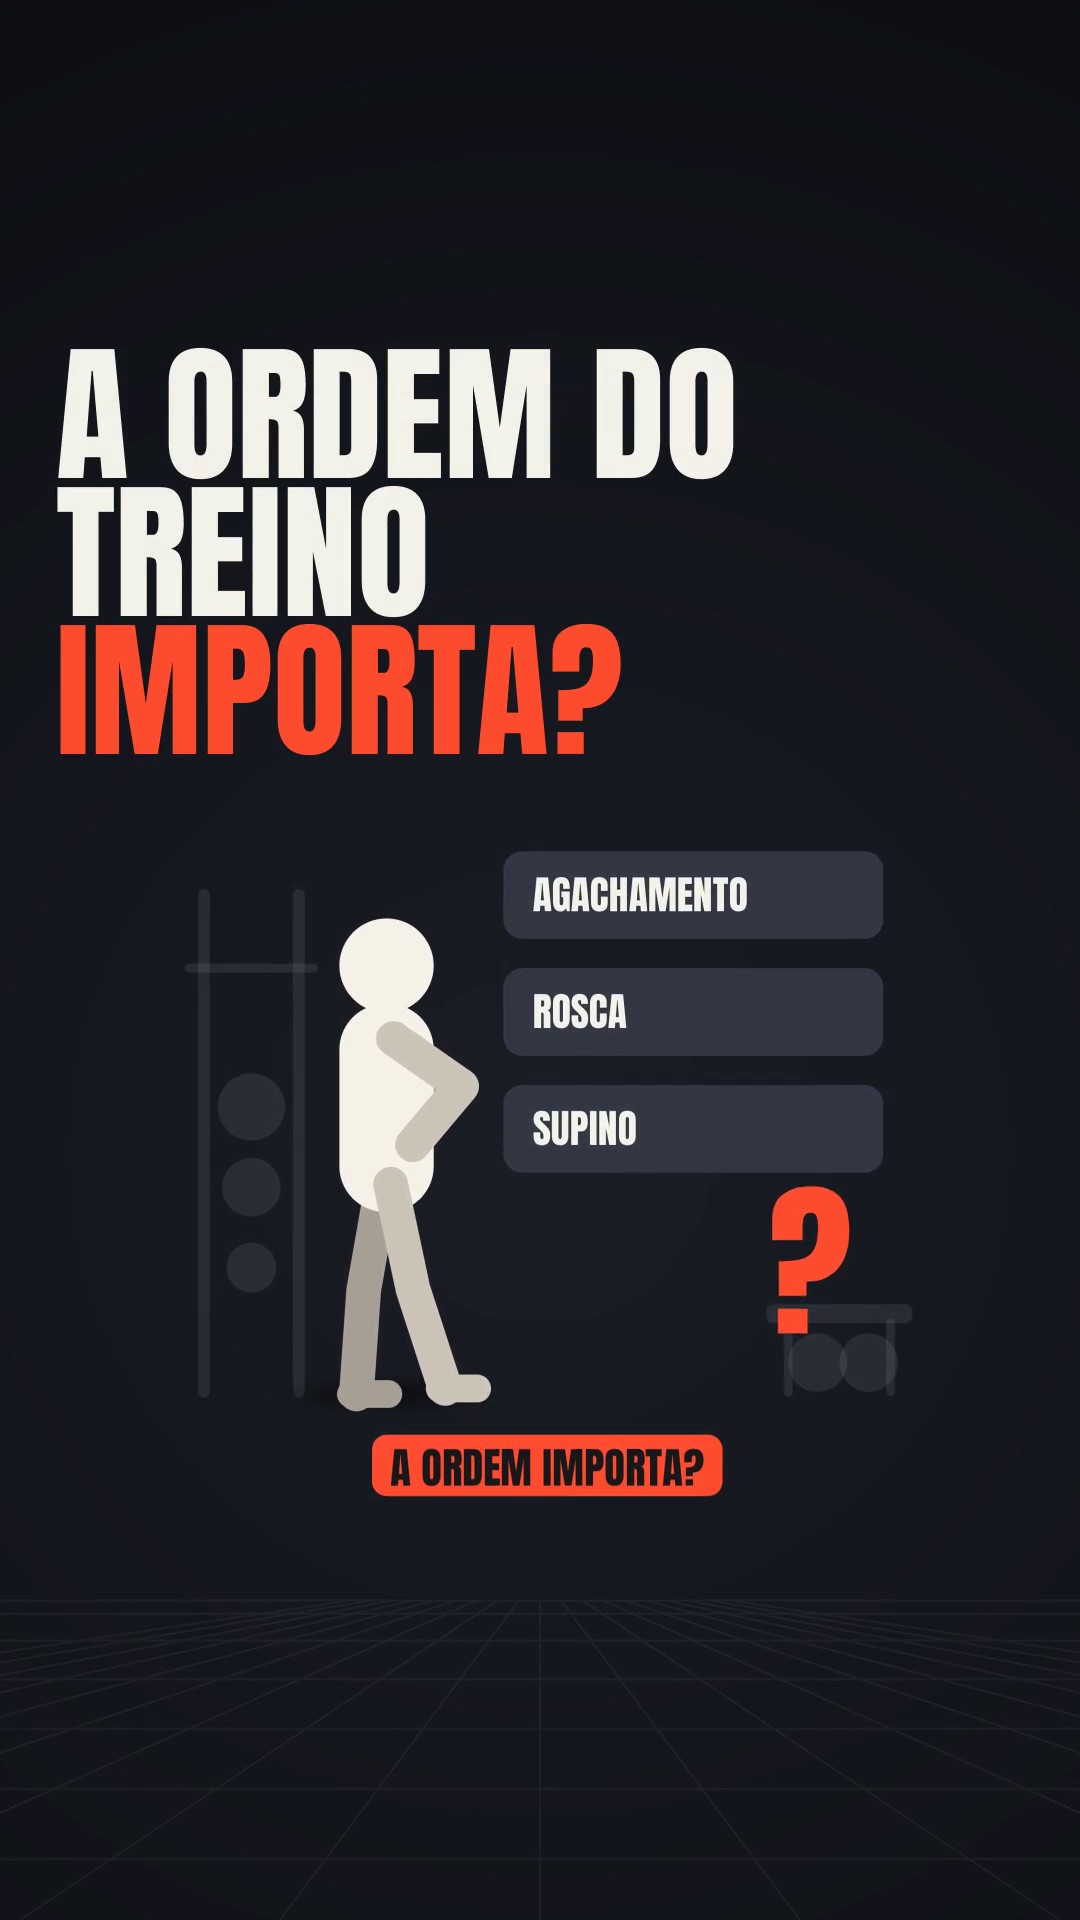 A ORDEM DO
TREINO
IMPORTA?
AGACHAMENTO
ROSCA
SUPINO
?
A ORDEM IMPORTA?